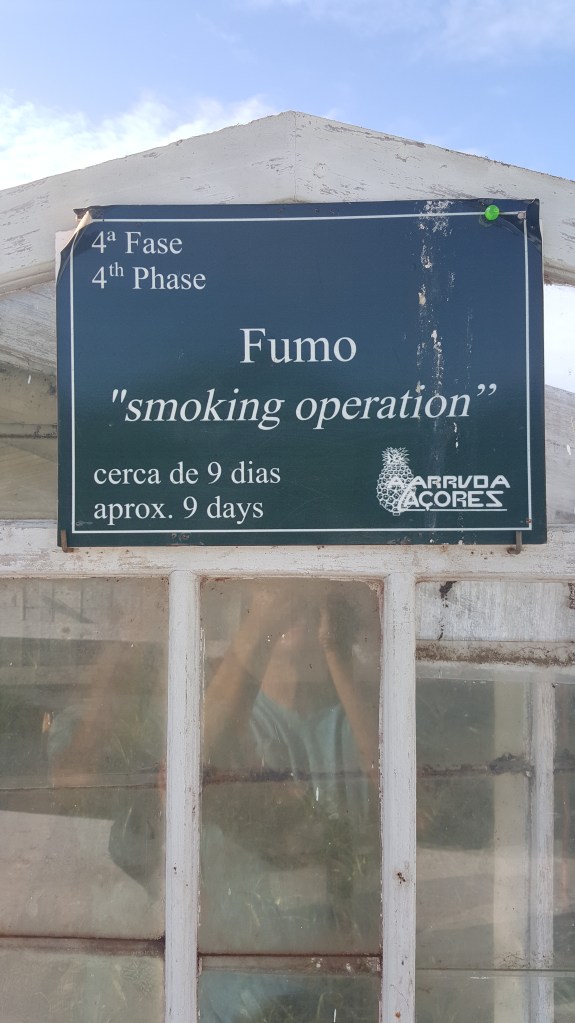 4ª Fase
4th Phase
Fumo
"smoking operation”
cerca de 9 dias
aprox. 9 days
A ARRUDA
AÇORES